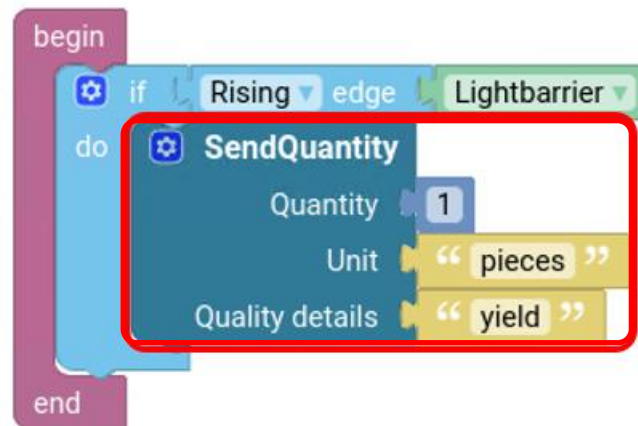 begin
if Rising edge Lightbarrier
do SendQuantity
Quantity 1
Unit “ pieces ”
Quality details “ yield ”
end